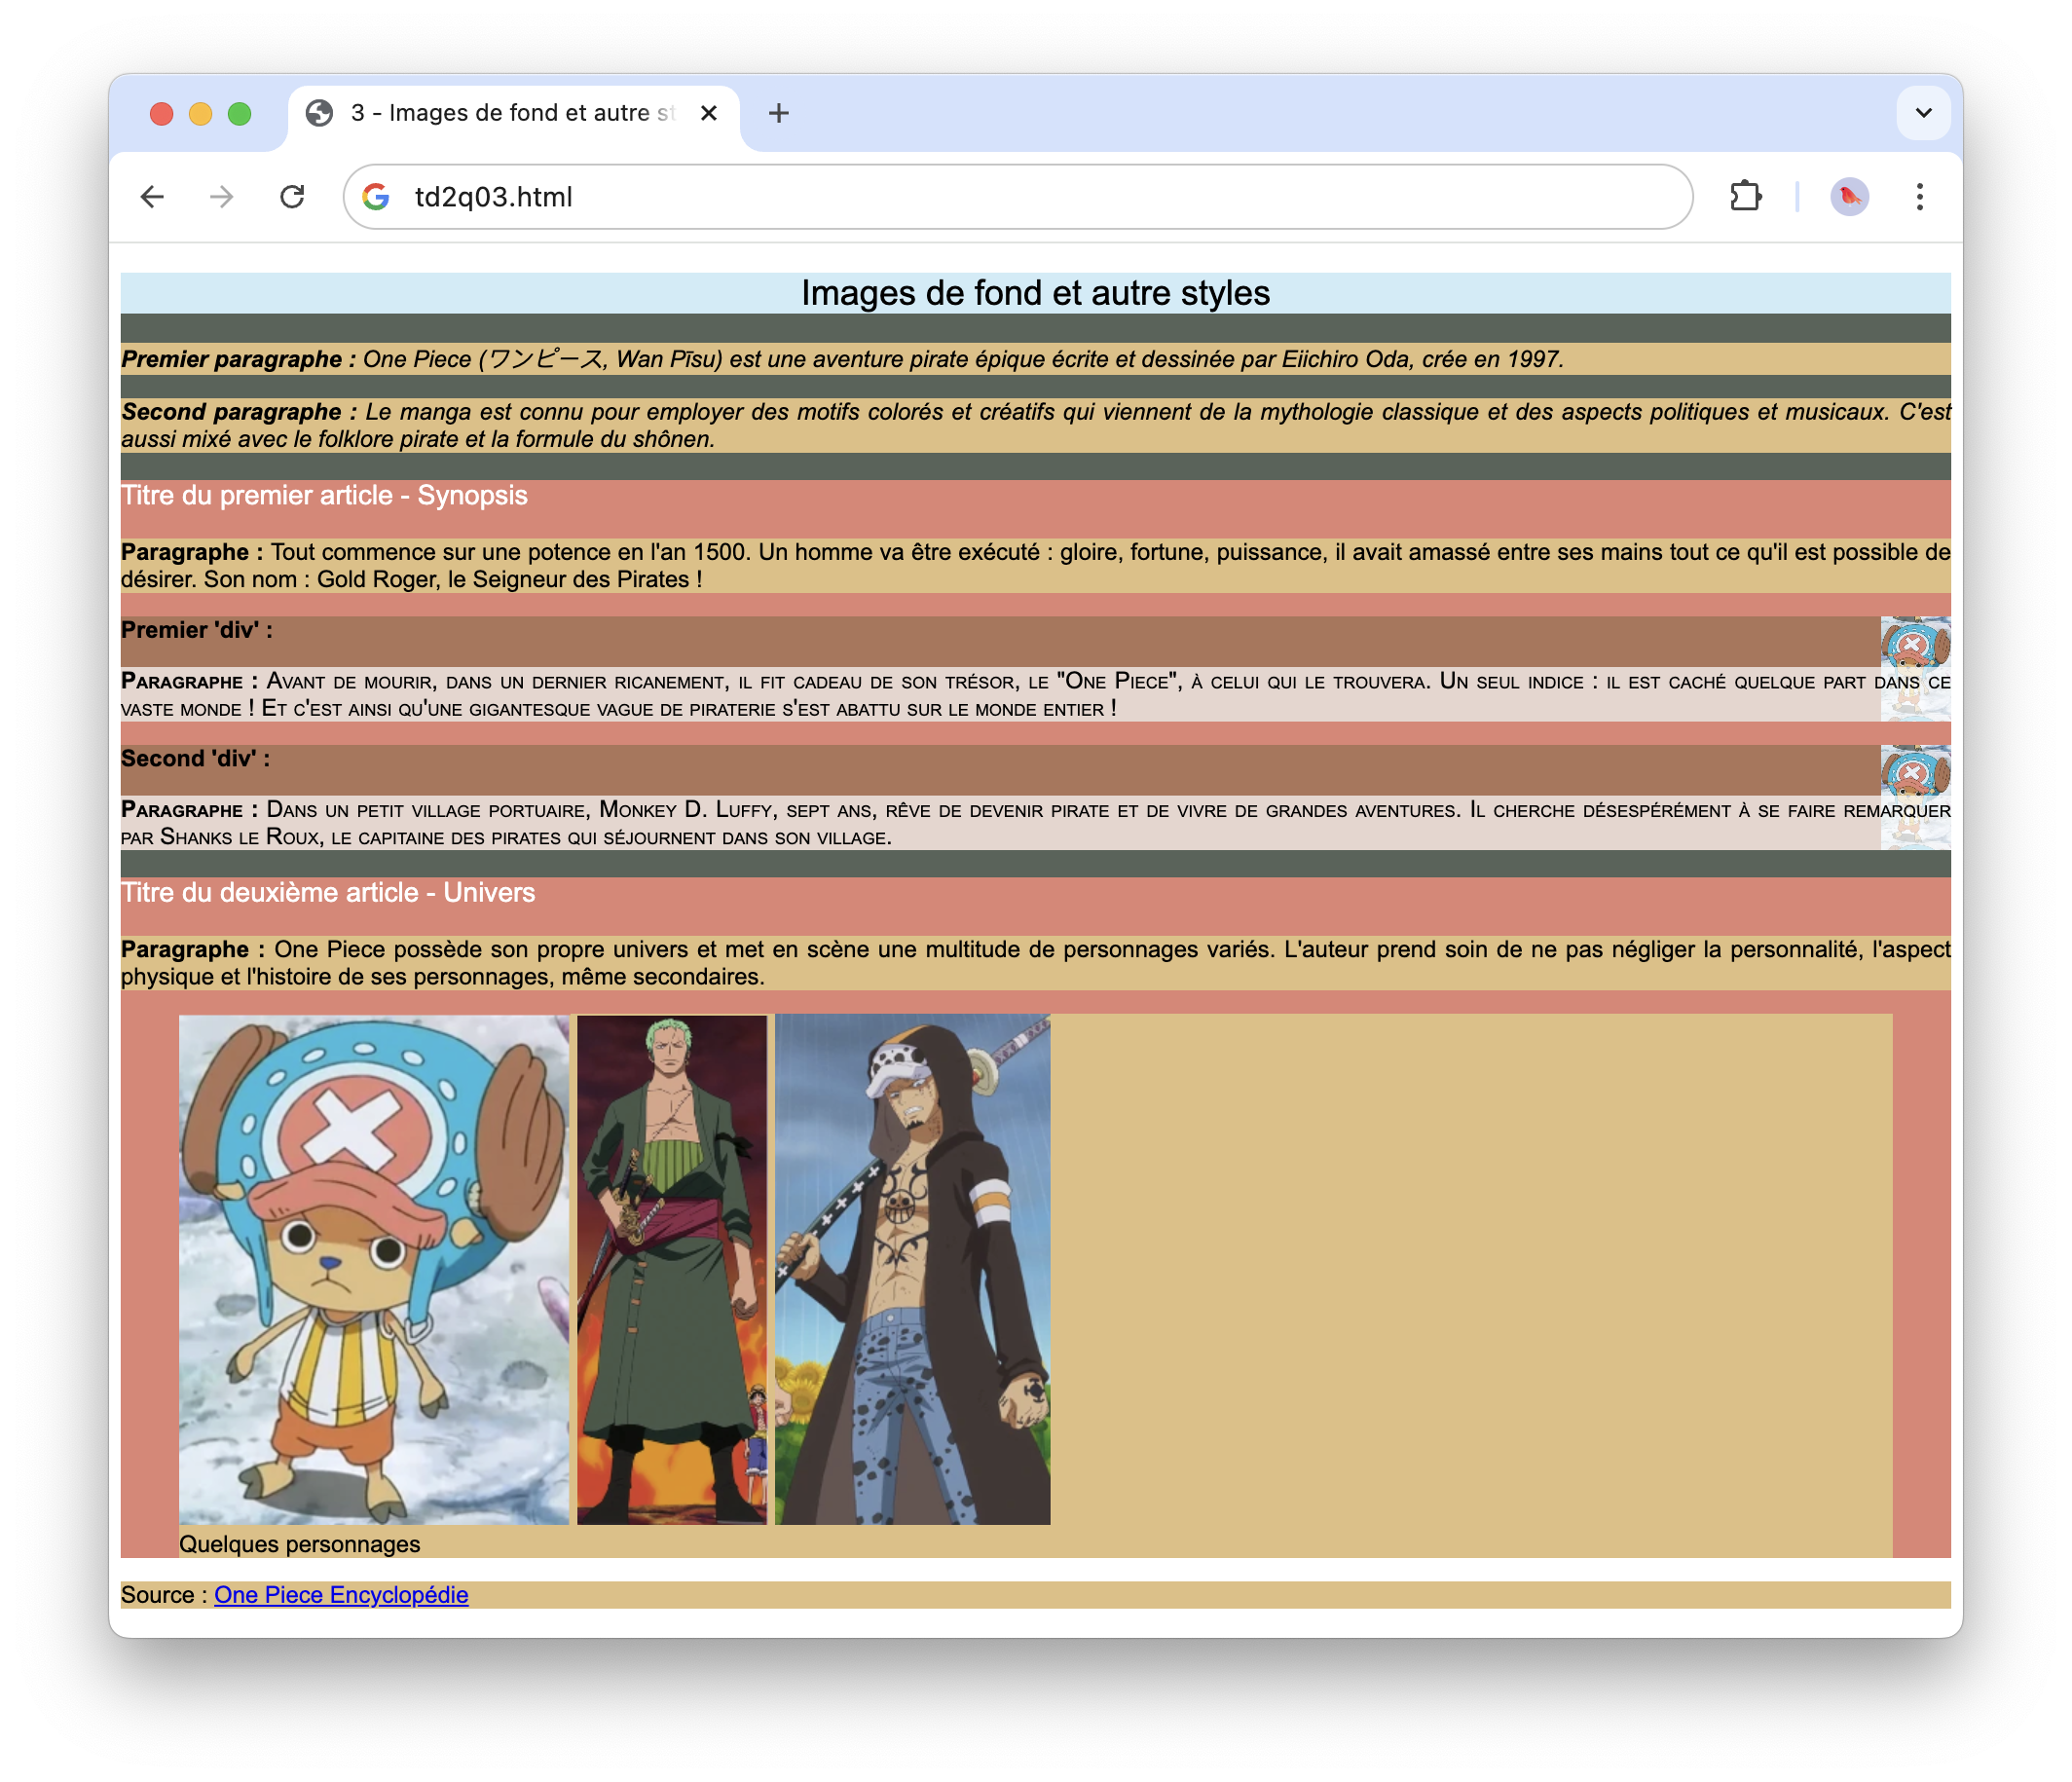 3 - Images de fond et autre st
td2q03.html
Images de fond et autre styles
Premier paragraphe : One Piece (ワンピース, Wan Pīsu) est une aventure pirate épique écrite et dessinée par Eiichiro Oda, crée en 1997.
Second paragraphe : Le manga est connu pour employer des motifs colorés et créatifs qui viennent de la mythologie classique et des aspects politiques et musicaux. C'est
aussi mixé avec le folklore pirate et la formule du shônen.
Titre du premier article - Synopsis
Paragraphe : Tout commence sur une potence en l'an 1500. Un homme va être exécuté : gloire, fortune, puissance, il avait amassé entre ses mains tout ce qu'il est possible de
désirer. Son nom : Gold Roger, le Seigneur des Pirates !
Premier 'div' :
Paragraphe : Avant de mourir, dans un dernier ricanement, il fit cadeau de son trésor, le "One Piece", à celui qui le trouvera. Un seul indice : il est caché quelque part dans ce
vaste monde ! Et c'est ainsi qu'une gigantesque vague de piraterie s'est abattu sur le monde entier !
Second 'div' :
Paragraphe : Dans un petit village portuaire, Monkey D. Luffy, sept ans, rêve de devenir pirate et de vivre de grandes aventures. Il cherche désespérément à se faire remarquer
par Shanks le Roux, le capitaine des pirates qui séjournent dans son village.
Titre du deuxième article - Univers
Paragraphe : One Piece possède son propre univers et met en scène une multitude de personnages variés. L'auteur prend soin de ne pas négliger la personnalité, l'aspect
physique et l'histoire de ses personnages, même secondaires.
Quelques personnages
Source : One Piece Encyclopédie